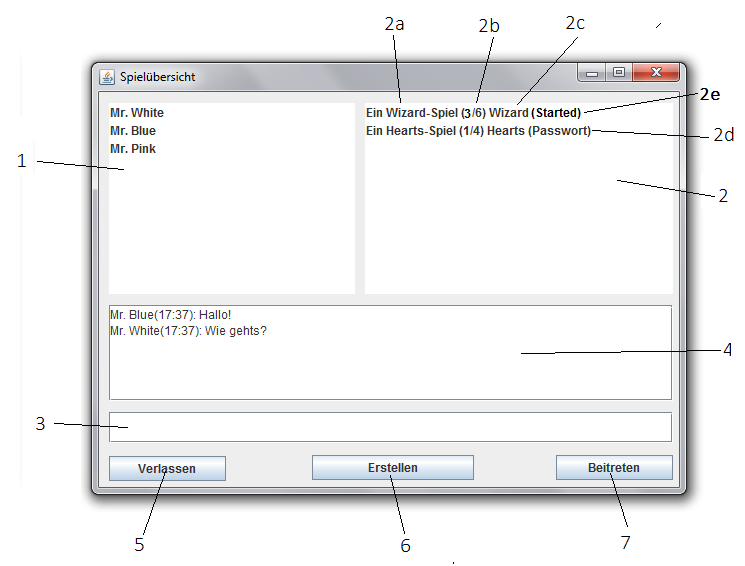 2a 2b 2c
Spielübersicht
2e
Mr. White
Mr. Blue
Mr. Pink
Ein Wizard-Spiel (3/6) Wizard (Started)
Ein Hearts-Spiel (1/4) Hearts (Passwort)
2d
1
2
Mr. Blue(17:37): Hallo!
Mr. White(17:37): Wie gehts?
4
3
Verlassen Erstellen Beitreten
5 6 7